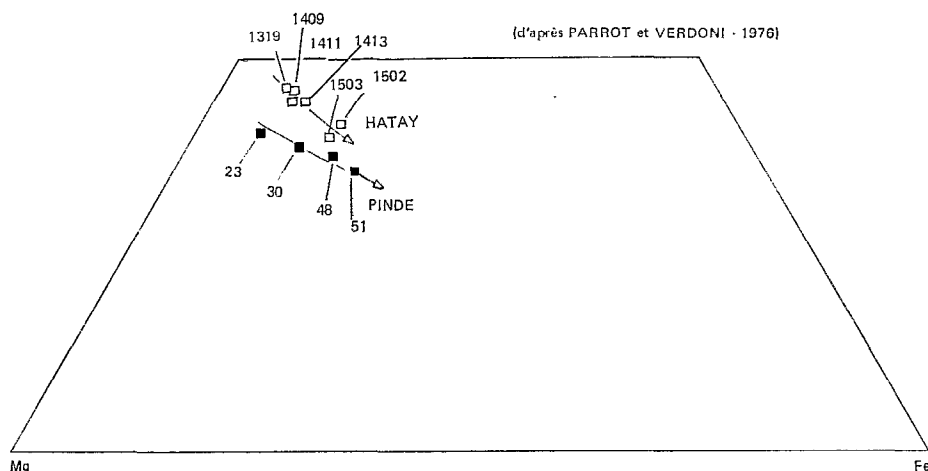 (d'après PARROT et VERDONI - 1976)
1409
1319
1411
1413
1502
1503
HATAY
23
30
48
PINDE
51
Mg
Fe